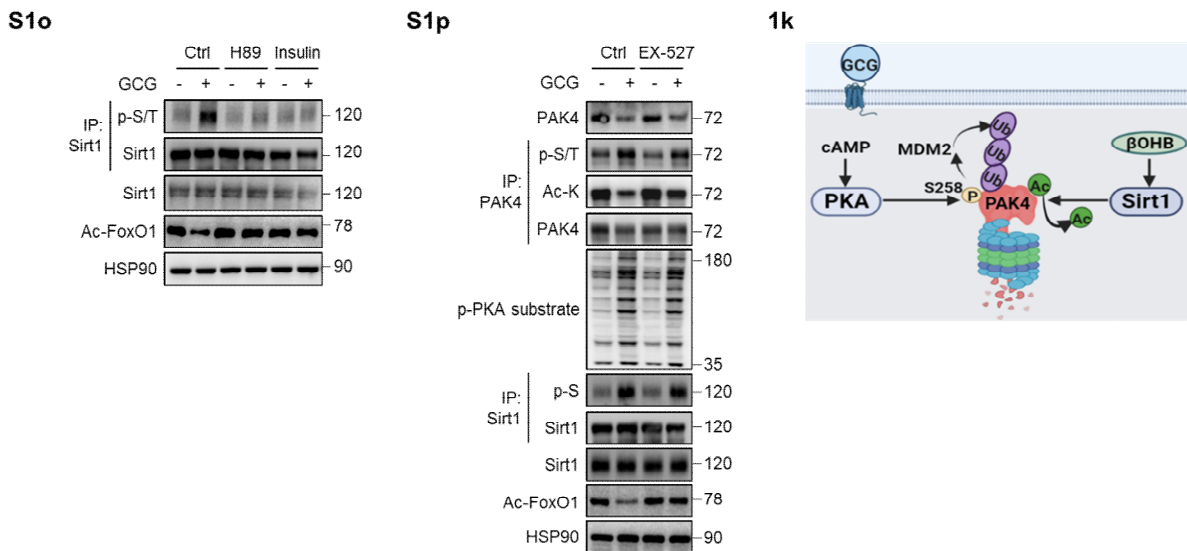 S1o
Ctrl H89 Insulin
GCG - + - + - +
IP: Sirt1
p-S/T 120
Sirt1 120
Sirt1 120
Ac-FoxO1 78
HSP90 90
S1p
Ctrl EX-527
GCG - + - +
PAK4 72
IP: PAK4
p-S/T 72
Ac-K 72
PAK4 72
p-PKA substrate
180
35
IP: Sirt1
p-S 120
Sirt1 120
Sirt1 120
Ac-FoxO1 78
HSP90 90
1k
GCG
cAMP
PKA
MDM2
Ub
Ub
Ub
S258
P
PAK4
Ac
Ac
βOHB
Sirt1